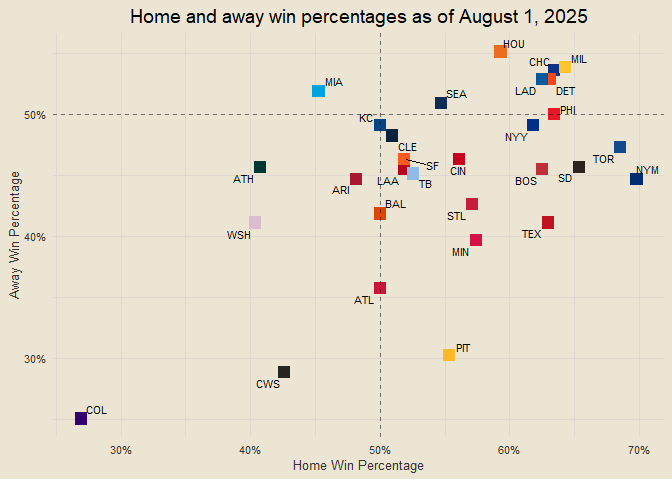 Home and away win percentages as of August 1, 2025
HOU
CHC
MIL
LAD
DET
MIA
SEA
PHI
50%
KC
NYY
CLE
TOR
SF
CIN
NYM
ATH
ARI
LAA
TB
BOS
SD
BAL
STL
WSH
TEX
40%
MIN
Away Win Percentage
ATL
PIT
30%
CWS
COL
30%
40%
50%
60%
70%
Home Win Percentage